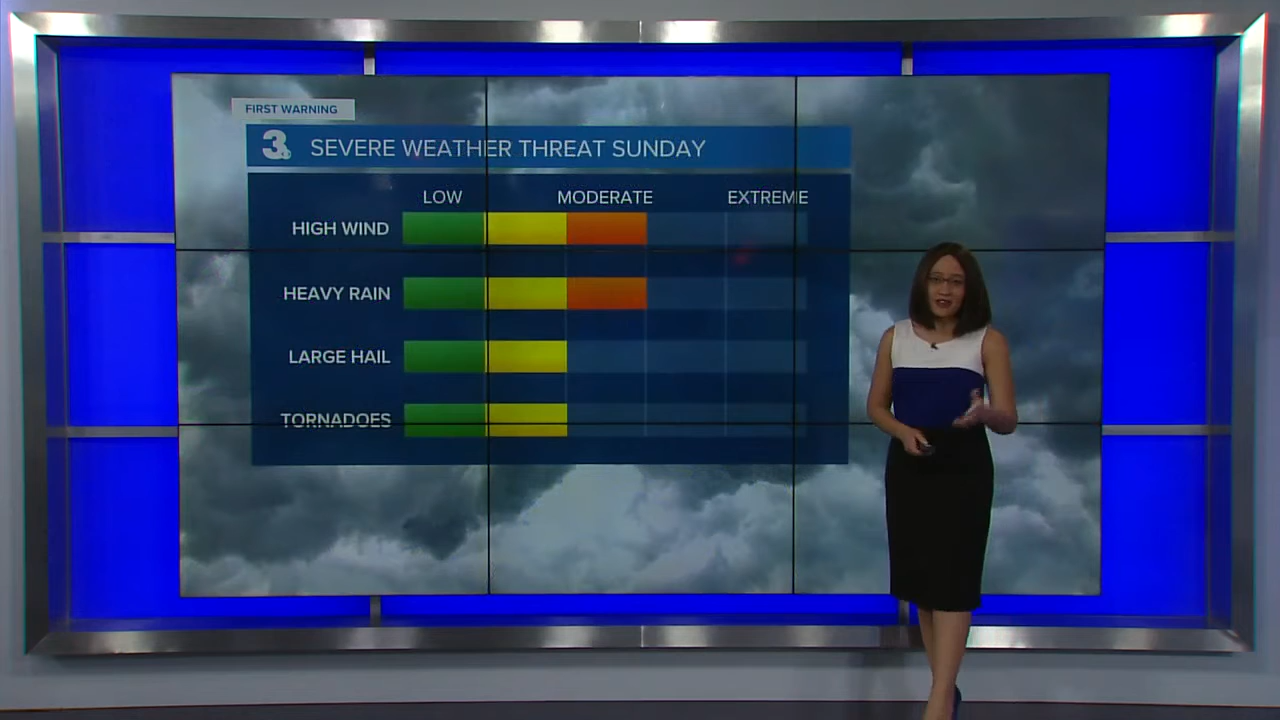 FIRST WARNING
3 SEVERE WEATHER THREAT SUNDAY
LOW MODERATE EXTREME
HIGH WIND
HEAVY RAIN
LARGE HAIL
TORNADOES